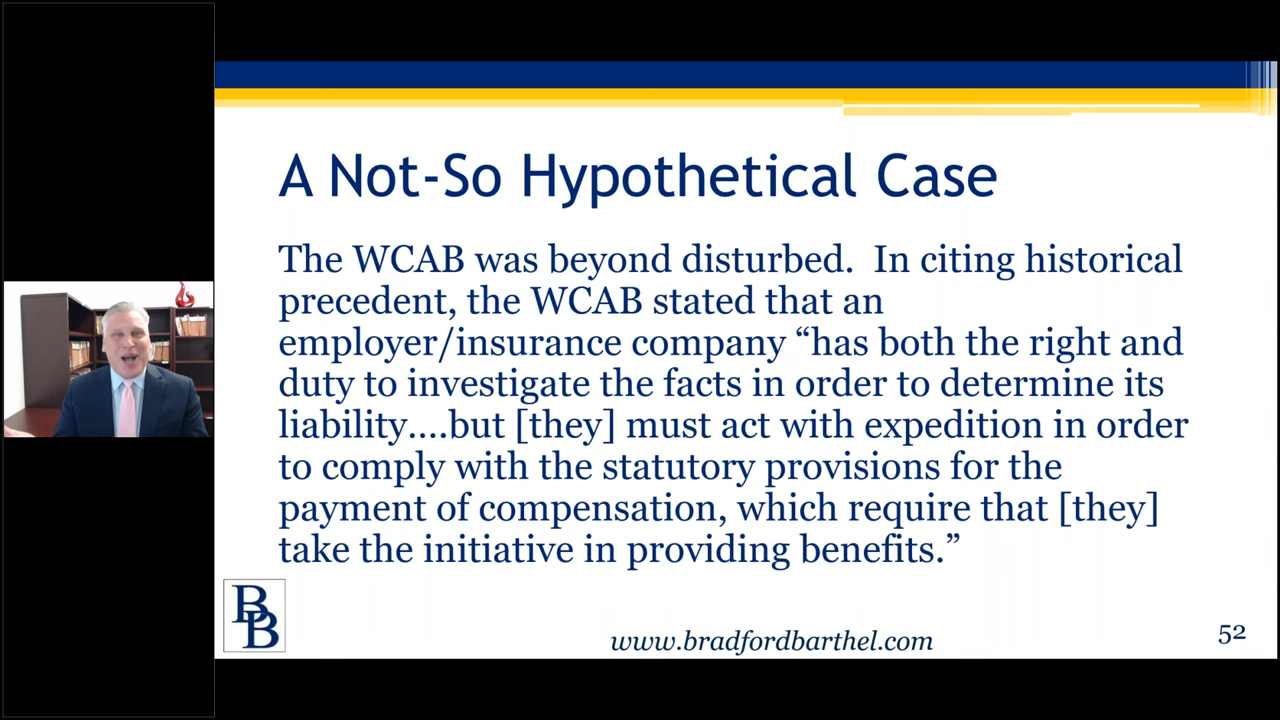 A Not-So Hypothetical Case
The WCAB was beyond disturbed.  In citing historical
precedent, the WCAB stated that an
employer/insurance company “has both the right and
duty to investigate the facts in order to determine its
liability….but [they] must act with expedition in order
to comply with the statutory provisions for the
payment of compensation, which require that [they]
take the initiative in providing benefits.”
BB
www.bradfordbarthel.com
52